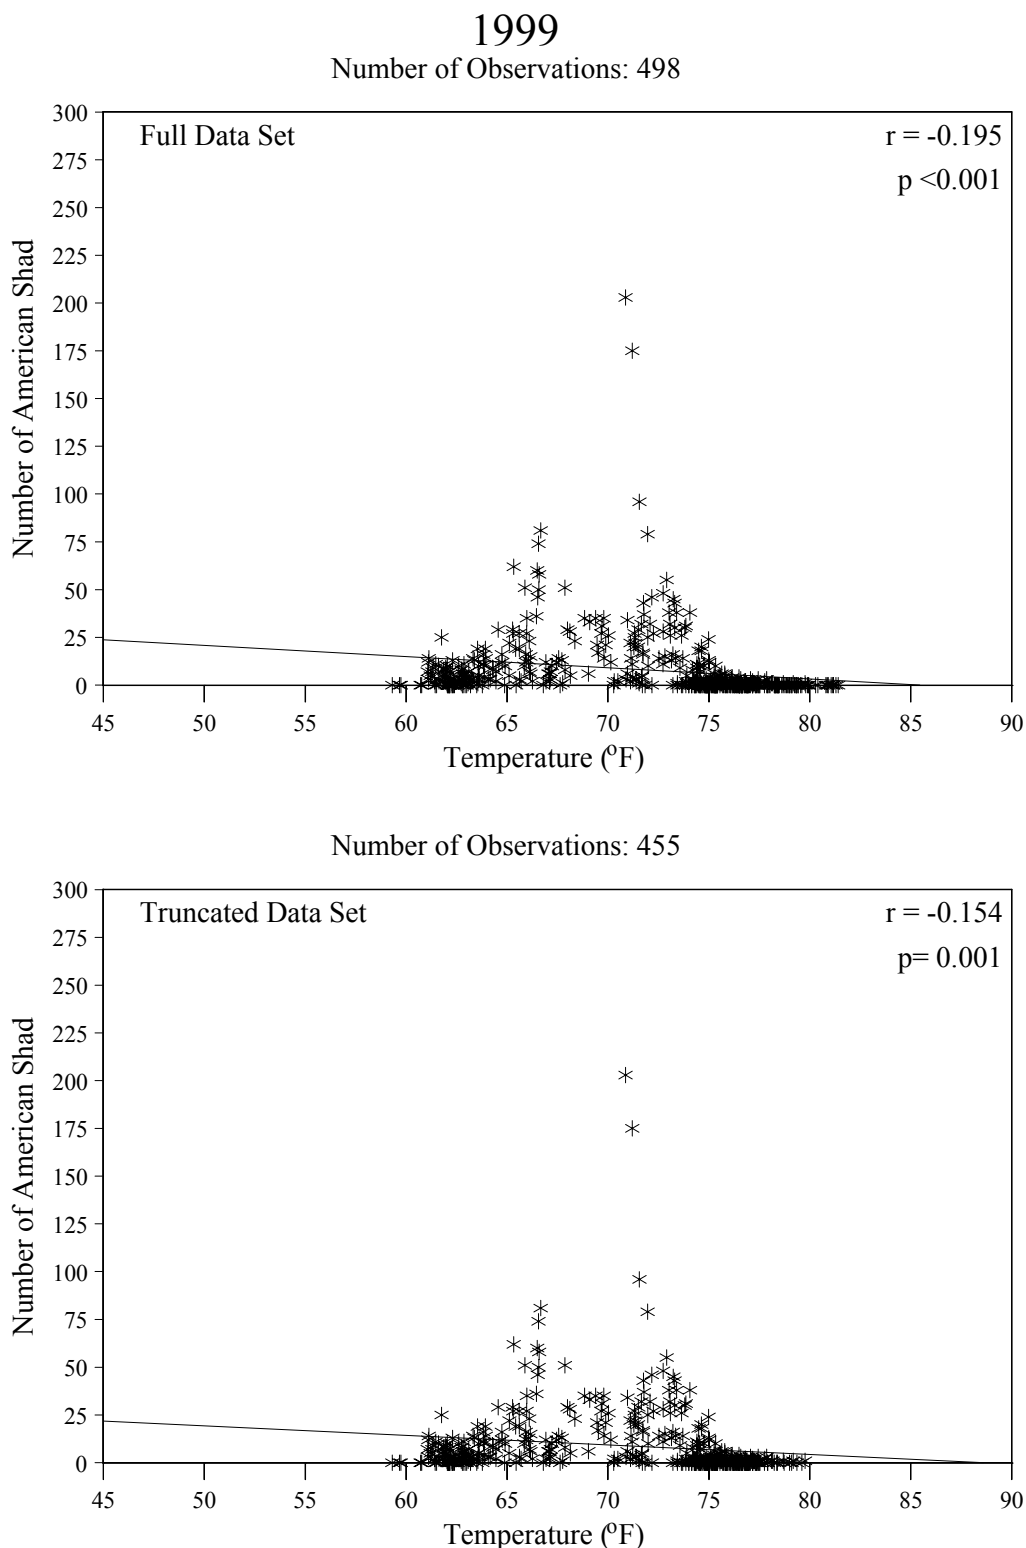 1999
Number of Observations: 498
Full Data Set
r = -0.195
p <0.001
300
275
250
225
200
175
150
125
100
75
50
25
0
Number of American Shad
45 50 55 60 65 70 75 80 85 90
Temperature (°F)
Number of Observations: 455
Truncated Data Set
r = -0.154
p= 0.001
300
275
250
225
200
175
150
125
100
75
50
25
0
Number of American Shad
45 50 55 60 65 70 75 80 85 90
Temperature (°F)